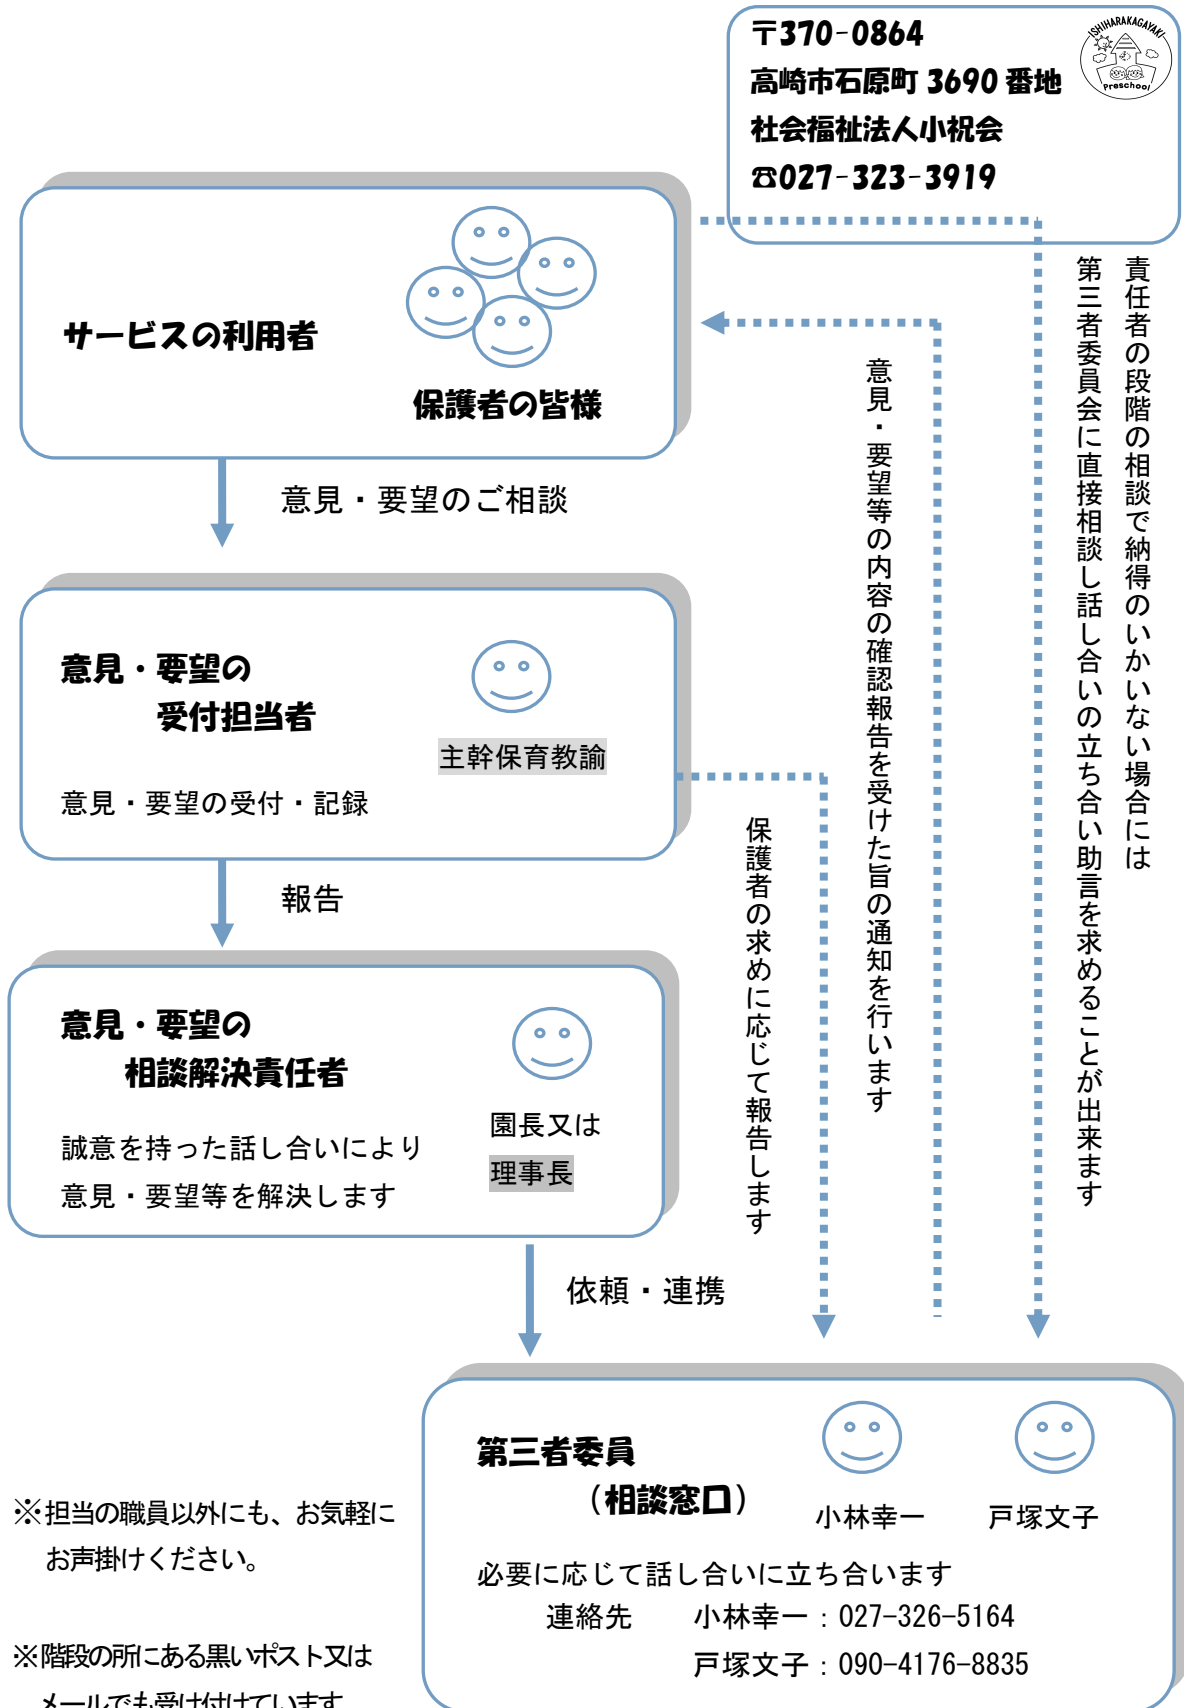 〒370-0864
高崎市石原町 3690 番地
社会福祉法人小祝会
☎027-323-3919
ISHIHARAKAGAYAKI
Preschool
サービスの利用者
保護者の皆様
意見・要望のご相談
意見・要望の
受付担当者
主幹保育教諭
意見・要望の受付・記録
報告
意見・要望の
相談解決責任者
園長又は
理事長
誠意を持った話し合いにより
意見・要望等を解決します
依頼・連携
責任者の段階の相談で納得のいかいない場合には
第三者委員会に直接相談し話し合いの立ち合い助言を求めることが出来ます
意見・要望等の内容の確認報告を受けた旨の通知を行います
保護者の求めに応じて報告します
第三者委員
（相談窓口）
小林幸一 戸塚文子
必要に応じて話し合いに立ち合います
連絡先 小林幸一：027-326-5164
戸塚文子：090-4176-8835
※担当の職員以外にも、お気軽に
お声掛けください。
※階段の所にある黒いポスト又は
メールでも受け付けています